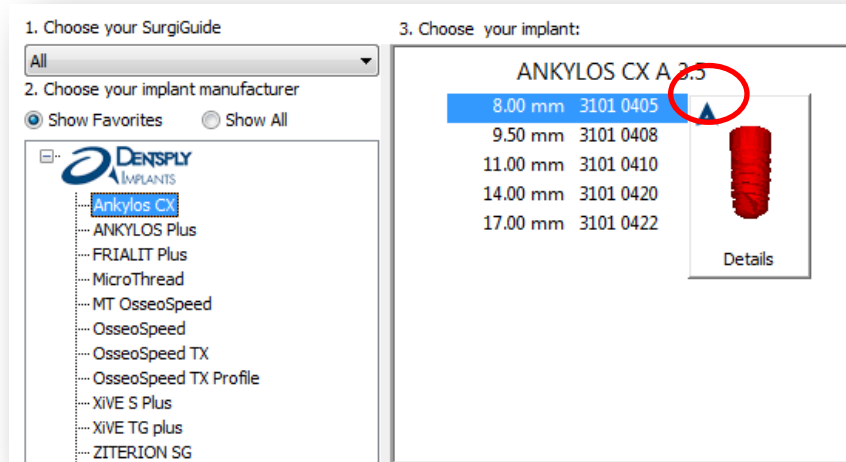 1. Choose your SurgiGuide
All
2. Choose your implant manufacturer
Show Favorites Show All
DENTSPLY
IMPLANTS
Ankylos CX
ANKYLOS Plus
FRIALIT Plus
MicroThread
MT OsseoSpeed
OsseoSpeed
OsseoSpeed TX
OsseoSpeed TX Profile
XiVE S Plus
XiVE TG plus
ZITERION SG
3. Choose your implant:
ANKYLOS CX A 3.5
8.00 mm 3101 0405
9.50 mm 3101 0408
11.00 mm 3101 0410
14.00 mm 3101 0420
17.00 mm 3101 0422
Details